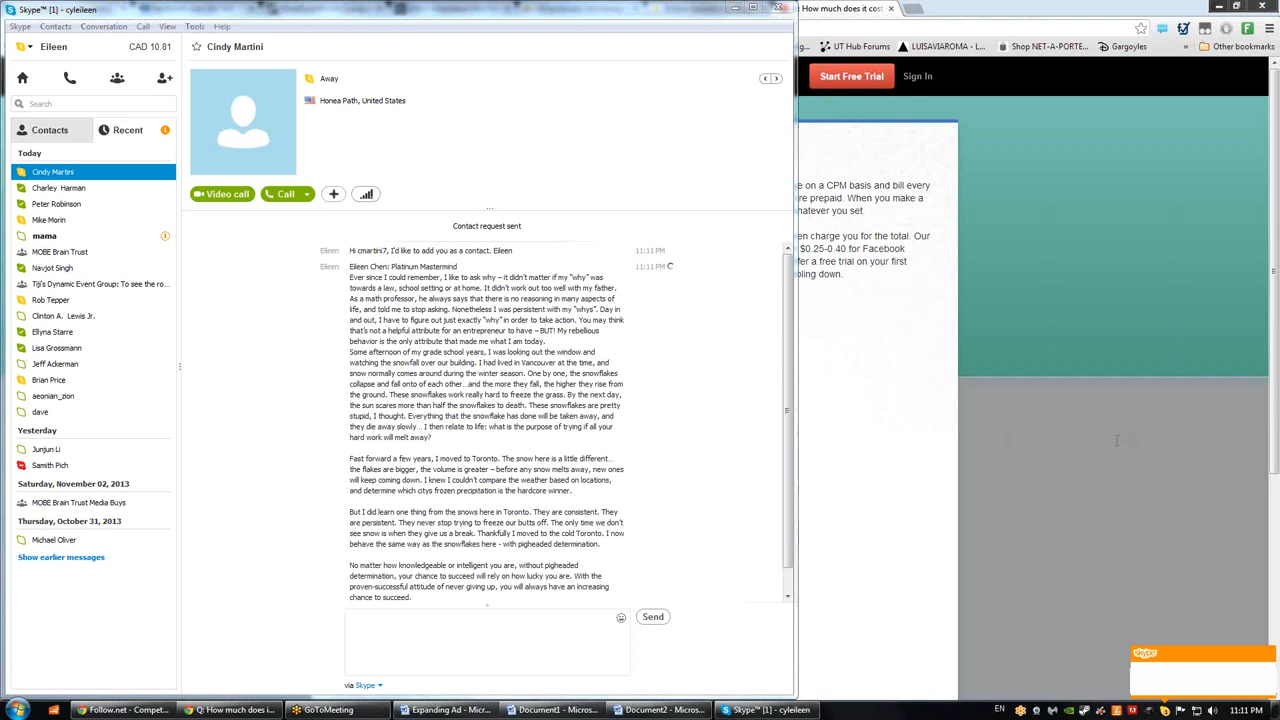 Skype™ [1] - cyleileen
Skype Contacts Conversation Call View Tools Help
Eileen CAD 10.81
Search
Contacts Recent
Today
Cindy Martini
Charley Harman
Peter Robinson
Mike Morin
mama
MOBE Brain Trust
Navjot Singh
Tiji's Dynamic Event Group: To see the ro...
Rob Tepper
Clinton A. Lewis Jr.
Ellyna Starre
Lisa Grossmann
Jeff Ackerman
Brian Price
aeonian_zion
dave
Yesterday
Junjun Li
Samith Pich
Saturday, November 02, 2013
MOBE Brain Trust Media Buys
Thursday, October 31, 2013
Michael Oliver
Show earlier messages
Cindy Martini
Away
Honea Path, United States
Video call Call
Contact request sent
Eileen Hi cmartini7, I'd like to add you as a contact. Eileen 11:11 PM
Eileen Eileen Chen: Platinum Mastermind 11:11 PM
Ever since I could remember, I like to ask why – it didn't matter if my "why" was
towards a law, school setting or at home. It didn't work out too well with my father.
As a math professor, he always says that there is no reasoning in many aspects of
life, and told me to stop asking. Nonetheless I was persistent with my "whys". Day in
and out, I have to figure out just exactly "why" in order to take action. You may think
that's not a helpful attribute for an entrepreneur to have – BUT! My rebellious
behavior is the only attribute that made me what I am today.
Some afternoon of my grade school years, I was looking out the window and
watching the snowfall over our building. I had lived in Vancouver at the time, and
snow normally comes around during the winter season. One by one, the snowflakes
collapse and fall onto of each other...and the more they fall, the higher they rise from
the ground. These snowflakes work really hard to freeze the grass. By the next day,
the sun scares more than half the snowflakes to death. These snowflakes are pretty
stupid, I thought. Everything that the snowflake has done will be taken away, and
they die away slowly... I then relate to life: what is the purpose of trying if all your
hard work will melt away?
Fast forward a few years, I moved to Toronto. The snow here is a little different...
the flakes are bigger, the volume is greater – before any snow melts away, new ones
will keep coming down. I knew I couldn't compare the weather based on locations,
and determine which citys frozen precipitation is the hardcore winner.
But I did learn one thing from the snows here in Toronto. They are consistent. They
are persistent. They never stop trying to freeze our butts off. The only time we don't
see snow is when they give us a break. Thankfully I moved to the cold Toronto. I now
behave the same way as the snowflakes here - with pigheaded determination.
No matter how knowledgeable or intelligent you are, without pigheaded
determination, your chance to succeed will rely on how lucky you are. With the
proven-successful attitude of never giving up, you will always have an increasing
chance to succeed.
Send
via Skype
: How much does it cost
UT Hub Forums LUISAVIAROMA – L... Shop NET-A-PORTE... Gargoyles » Other bookmarks
Start Free Trial Sign In
e on a CPM basis and bill every
re prepaid. When you make a
hatever you set.
en charge you for the total. Our
$0.25-0.40 for Facebook
fer a free trial on your first
bling down.
skype
Follow.net - Compet... Q: How much does i... GoToMeeting Expanding Ad - Micr... Document1 - Micros... Document2 - Micros... Skype™ [1] - cyleileen EN 11:11 PM